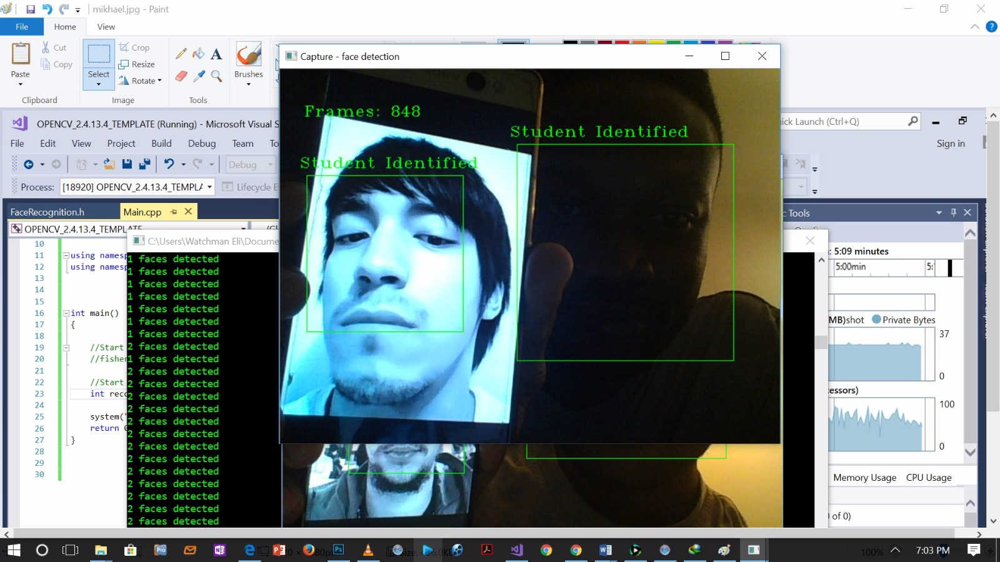 mikhael.jpg - Paint
File
Home
View
Paste
Cut
Copy
Select
Crop
Resize
Rotate
Brushes
Clipboard
Image
Tools
Capture - face detection
Frames: 848
Student Identified
Student Identified
OPENCV_2.4.13.4_TEMPLATE (Running) - Microsoft Visual S
ick Launch (Ctrl+Q)
File Edit View Project Build Debug Team To
Sign in
Debug
Process: [18920] OPENCV_2.4.13.4_TEMPLA
Lifecycle E
FaceRecognition.h
Main.cpp
c Tools
OPENCV_2.4.13.4_TEMPLATE
C:\Users\Watchman Eli\Docume
10
11 using namesp
12 using namesp
13
14
15
16 int main()
17 {
18
19 //Start
20 //fisher
21
22 //Start
23 int reco
24
25 system("
26 return 0
27 }
28
29
30
1 faces detected
1 faces detected
1 faces detected
1 faces detected
1 faces detected
1 faces detected
1 faces detected
2 faces detected
1 faces detected
2 faces detected
2 faces detected
2 faces detected
2 faces detected
2 faces detected
2 faces detected
2 faces detected
2 faces detected
2 faces detected
2 faces detected
2 faces detected
2 faces detected
2 faces detected
: 5:09 minutes
5:00min
MB)
shot
Private Bytes
37
0
essors)
100
0
Memory Usage
CPU Usage
of 0)
100%
7:03 PM